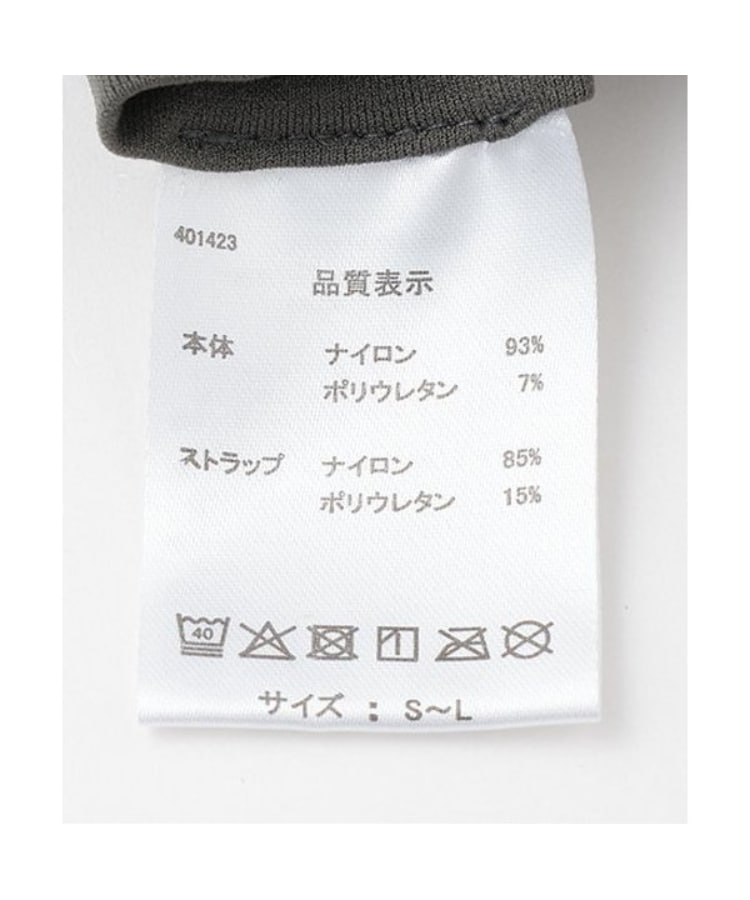 401423
品質表示
本体 ナイロン 93%
ポリウレタン 7%
ストラップ ナイロン 85%
ポリウレタン 15%
40
サイズ : S〜L